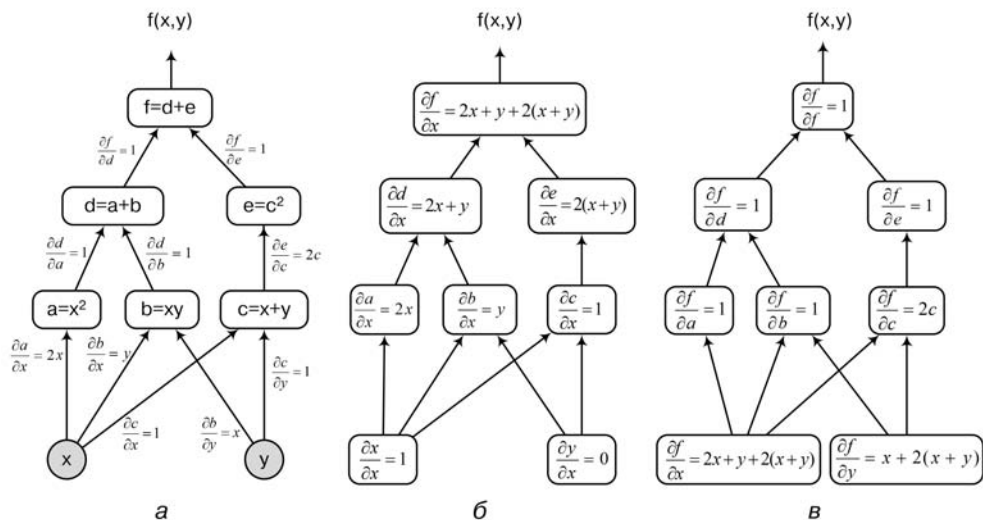 f(x,y)
f=d+e
∂f/∂d = 1
∂f/∂e = 1
d=a+b
e=c²
∂d/∂a = 1
∂d/∂b = 1
∂e/∂c = 2c
a=x²
b=xy
c=x+y
∂a/∂x = 2x
∂b/∂x = y
∂c/∂y = 1
∂c/∂x = 1
∂b/∂y = x
x
y
а
f(x,y)
∂f/∂x = 2x + y + 2(x + y)
∂d/∂x = 2x + y
∂e/∂x = 2(x + y)
∂a/∂x = 2x
∂b/∂x = y
∂c/∂x = 1
∂x/∂x = 1
∂y/∂x = 0
б
f(x,y)
∂f/∂f = 1
∂f/∂d = 1
∂f/∂e = 1
∂f/∂a = 1
∂f/∂b = 1
∂f/∂c = 2c
∂f/∂x = 2x + y + 2(x + y)
∂f/∂y = x + 2(x + y)
в